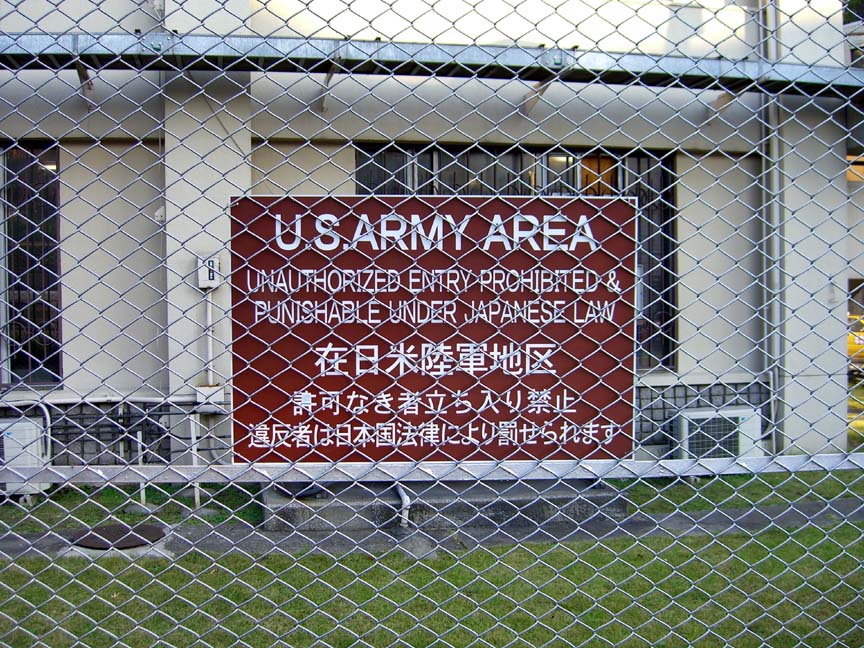 U.S.ARMY AREA
UNAUTHORIZED ENTRY PROHIBITED &
PUNISHABLE UNDER JAPANESE LAW
在日米陸軍地区
許可なき者立ち入り禁止
違反者は日本国法律により罰せられます